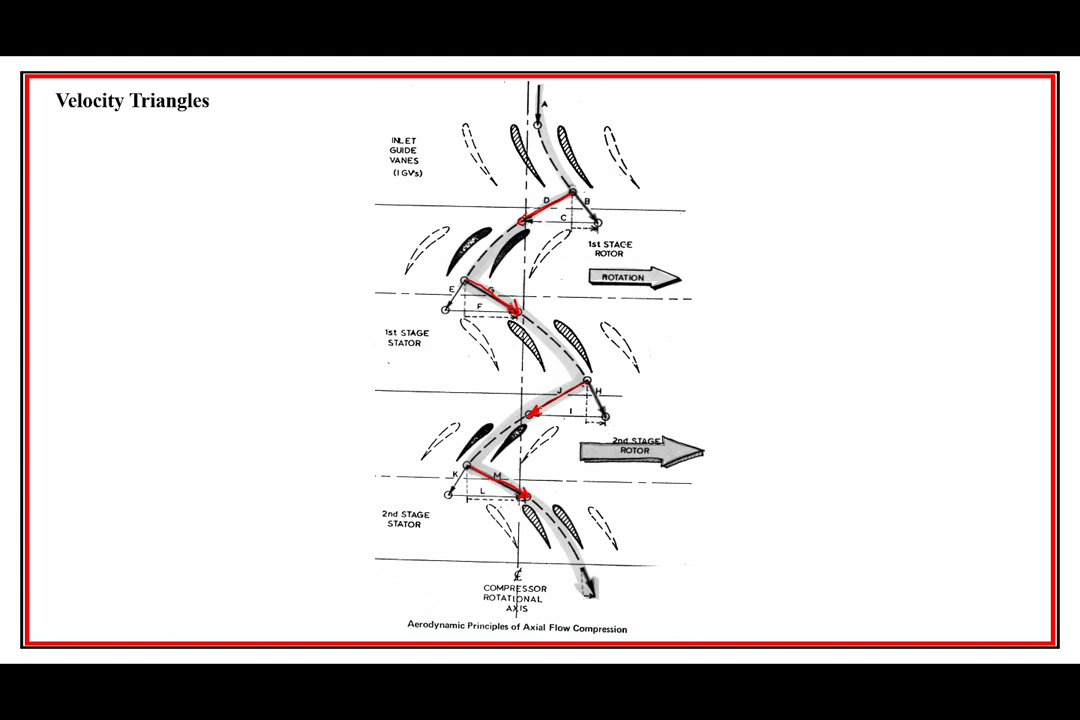 Velocity Triangles
A
INLET
GUIDE
VANES
(IGV's)
D
B
C
1st STAGE
ROTOR
ROTATION
E
G
F
1st STAGE
STATOR
J
H
I
2nd STAGE
ROTOR
K
M
L
2nd STAGE
STATOR
℄
COMPRESSOR
ROTATIONAL
AXIS
Aerodynamic Principles of Axial Flow Compression